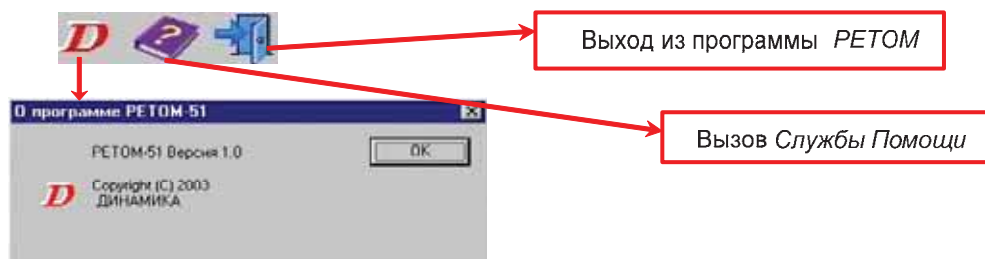 D
Выход из программы РЕТОМ
Вызов Службы Помощи
О программе РЕТОМ-51
РЕТОМ-51 Версия 1.0
OK
D
Copyright (C) 2003
ДИНАМИКА